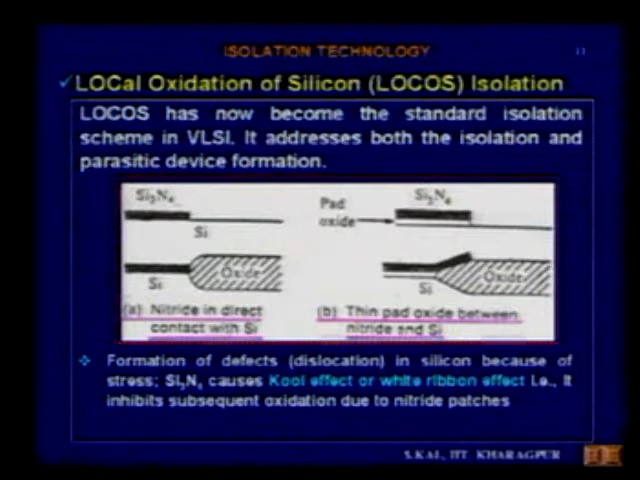 ISOLATION TECHNOLOGY
LOCal Oxidation of Silicon (LOCOS) Isolation
LOCOS has now become the standard isolation
scheme in VLSI. It addresses both the isolation and
parasitic device formation.
Si₃N₄
Si
Oxide
Si
(a) Nitride in direct
contact with Si
Si₃N₄
Pad
oxide
Oxide
Si
(b) Thin pad oxide between
nitride and Si
Formation of defects (dislocation) in silicon because of
stress; Si₃N₄ causes Kooi effect or white ribbon effect i.e., it
inhibits subsequent oxidation due to nitride patches
S.KAL, IIT KHARAGPUR